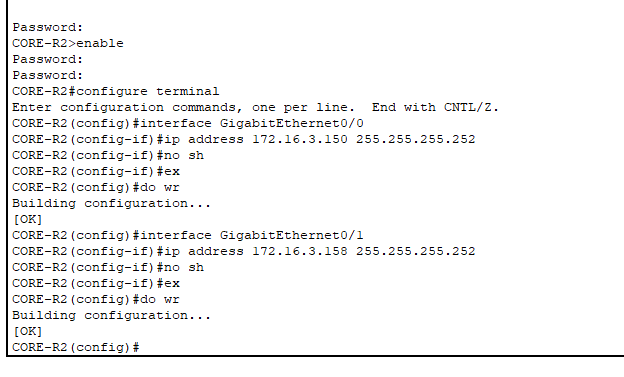 Password:
CORE-R2>enable
Password:
Password:
CORE-R2#configure terminal
Enter configuration commands, one per line.  End with CNTL/Z.
CORE-R2(config)#interface GigabitEthernet0/0
CORE-R2(config-if)#ip address 172.16.3.150 255.255.255.252
CORE-R2(config-if)#no sh
CORE-R2(config-if)#ex
CORE-R2(config)#do wr
Building configuration...
[OK]
CORE-R2(config)#interface GigabitEthernet0/1
CORE-R2(config-if)#ip address 172.16.3.158 255.255.255.252
CORE-R2(config-if)#no sh
CORE-R2(config-if)#ex
CORE-R2(config)#do wr
Building configuration...
[OK]
CORE-R2(config)#